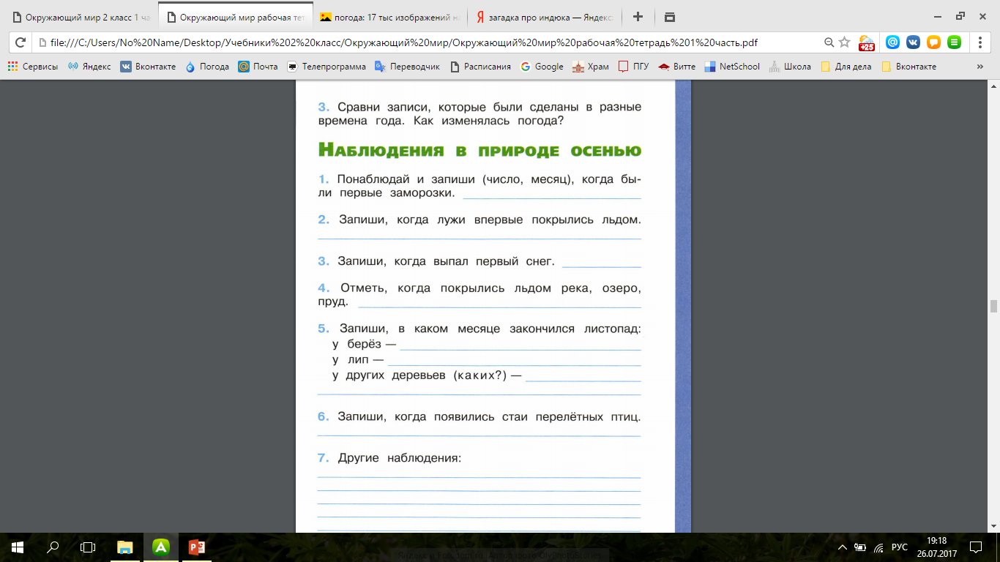 Окружающий мир 2 класс 1 ча
Окружающий мир рабочая тет
погода: 17 тыс изображений н
загадка про индюка — Яндекс
file:///C:/Users/No%20Name/Desktop/Учебники%202%20класс/Окружающий%20мир/Окружающий%20мир%20рабочая%20тетрадь%201%20часть.pdf
+25
Сервисы Яндекс Вконтакте Погода Почта Телепрограмма Переводчик Расписания Google Храм ПГУ Витте NetSchool Школа Для дела Вконтакте »
3. Сравни записи, которые были сделаны в разные
времена года. Как изменялась погода?
НАБЛЮДЕНИЯ В ПРИРОДЕ ОСЕНЬЮ
1. Понаблюдай и запиши (число, месяц), когда бы-
ли первые заморозки.
2. Запиши, когда лужи впервые покрылись льдом.
3. Запиши, когда выпал первый снег.
4. Отметь, когда покрылись льдом река, озеро,
пруд.
5. Запиши, в каком месяце закончился листопад:
у берёз —
у лип —
у других деревьев (каких?) —
6. Запиши, когда появились стаи перелётных птиц.
7. Другие наблюдения:
РУС
19:18
26.07.2017